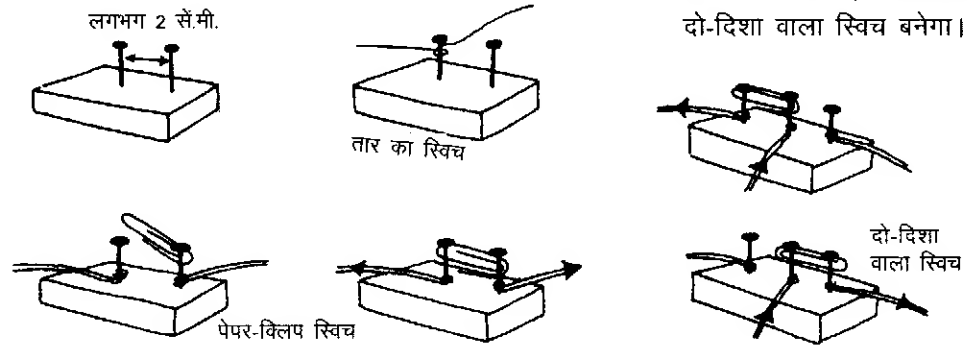 लगभग 2 सें.मी.
तार का स्विच
पेपर-क्लिप स्विच
दो-दिशा वाला स्विच बनेगा।
दो-दिशा
वाला स्विच